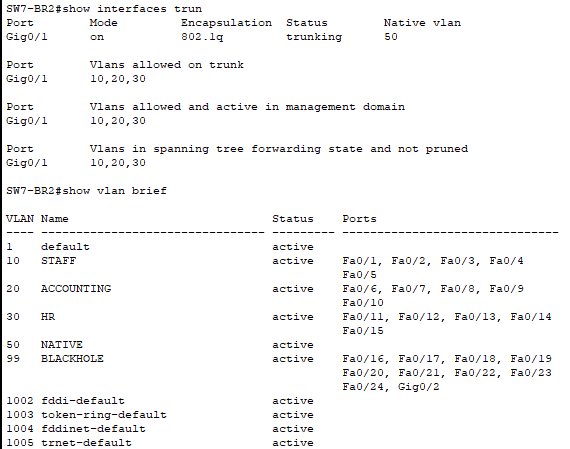 SW7-BR2#show interfaces trun
Port        Mode         Encapsulation  Status        Native vlan
Gig0/1      on           802.1q         trunking      50
Port        Vlans allowed on trunk
Gig0/1      10,20,30
Port        Vlans allowed and active in management domain
Gig0/1      10,20,30
Port        Vlans in spanning tree forwarding state and not pruned
Gig0/1      10,20,30
SW7-BR2#show vlan brief
VLAN Name                             Status    Ports
---- -------------------------------- --------- -------------------------------
1    default                          active
10   STAFF                            active    Fa0/1, Fa0/2, Fa0/3, Fa0/4
                                                Fa0/5
20   ACCOUNTING                       active    Fa0/6, Fa0/7, Fa0/8, Fa0/9
                                                Fa0/10
30   HR                               active    Fa0/11, Fa0/12, Fa0/13, Fa0/14
                                                Fa0/15
50   NATIVE                           active
99   BLACKHOLE                        active    Fa0/16, Fa0/17, Fa0/18, Fa0/19
                                                Fa0/20, Fa0/21, Fa0/22, Fa0/23
                                                Fa0/24, Gig0/2
1002 fddi-default                     active
1003 token-ring-default               active
1004 fddinet-default                  active
1005 trnet-default                    active